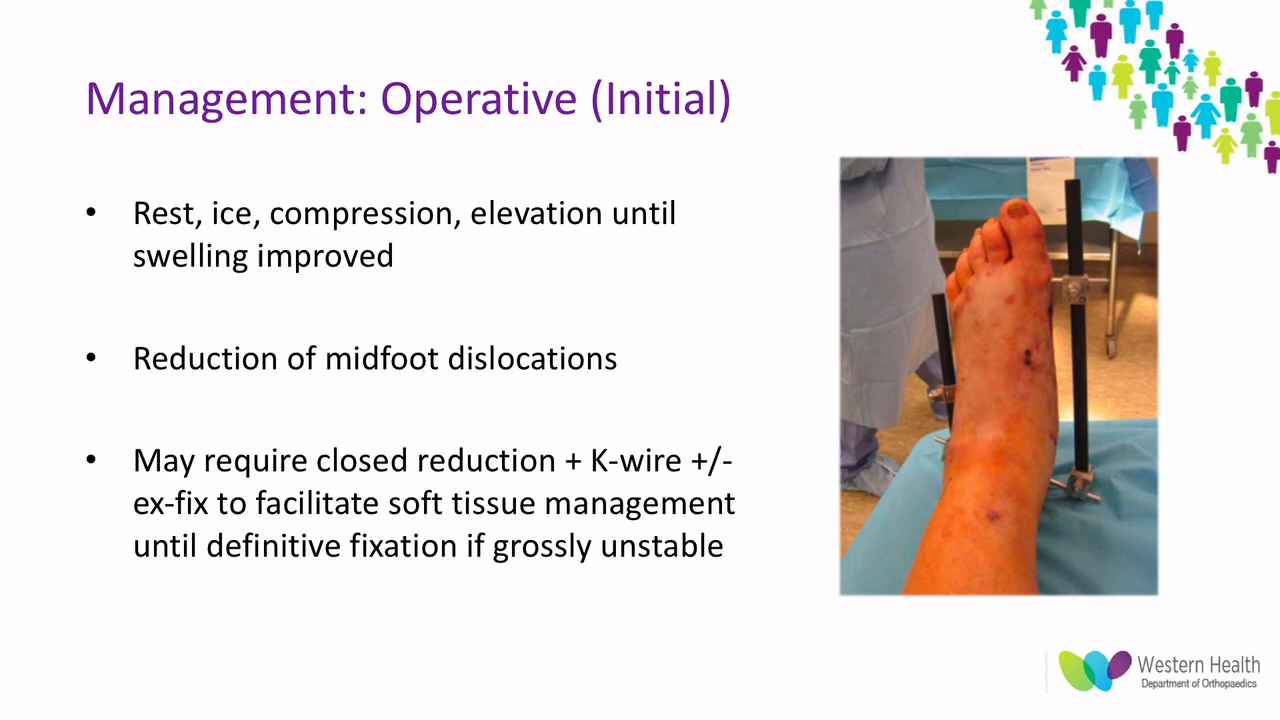 Management: Operative (Initial)
• Rest, ice, compression, elevation until
swelling improved
• Reduction of midfoot dislocations
• May require closed reduction + K-wire +/-
ex-fix to facilitate soft tissue management
until definitive fixation if grossly unstable
Western Health
Department of Orthopaedics